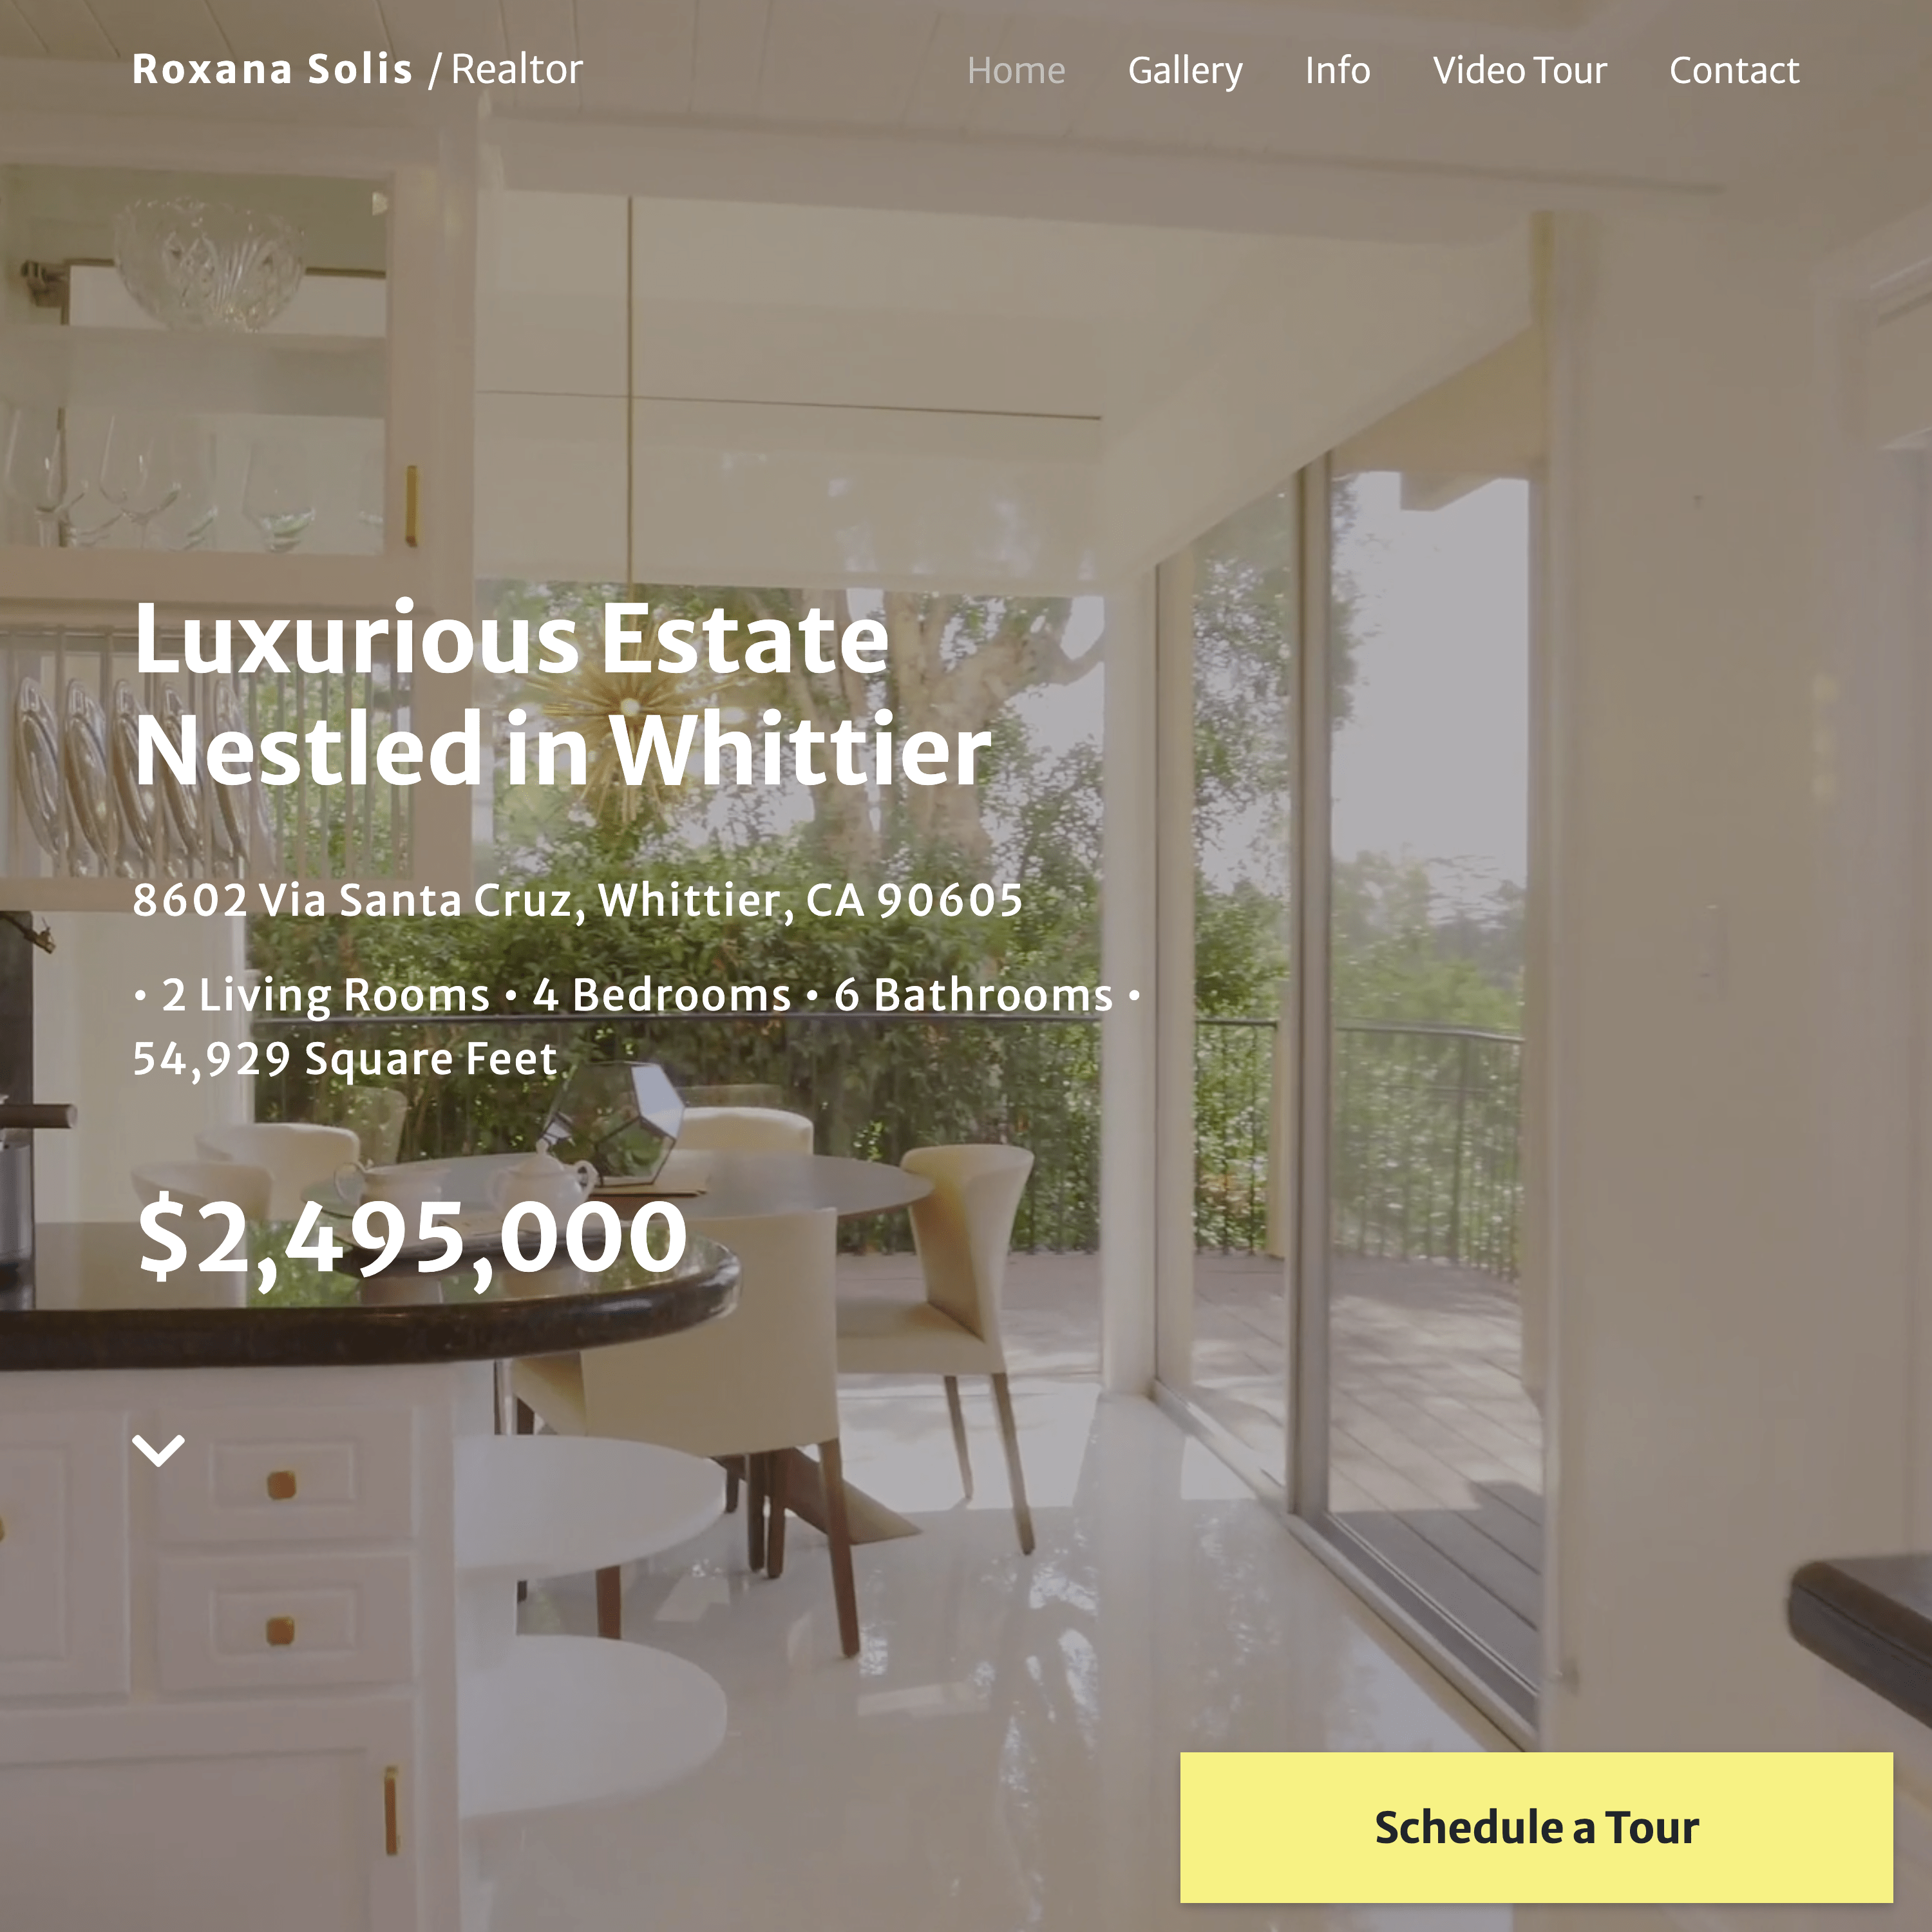 Roxana Solis / Realtor
Home Gallery Info Video Tour Contact
Luxurious Estate
Nestled in Whittier
8602 Via Santa Cruz, Whittier, CA 90605
• 2 Living Rooms • 4 Bedrooms • 6 Bathrooms •
54,929 Square Feet
$2,495,000
Schedule a Tour